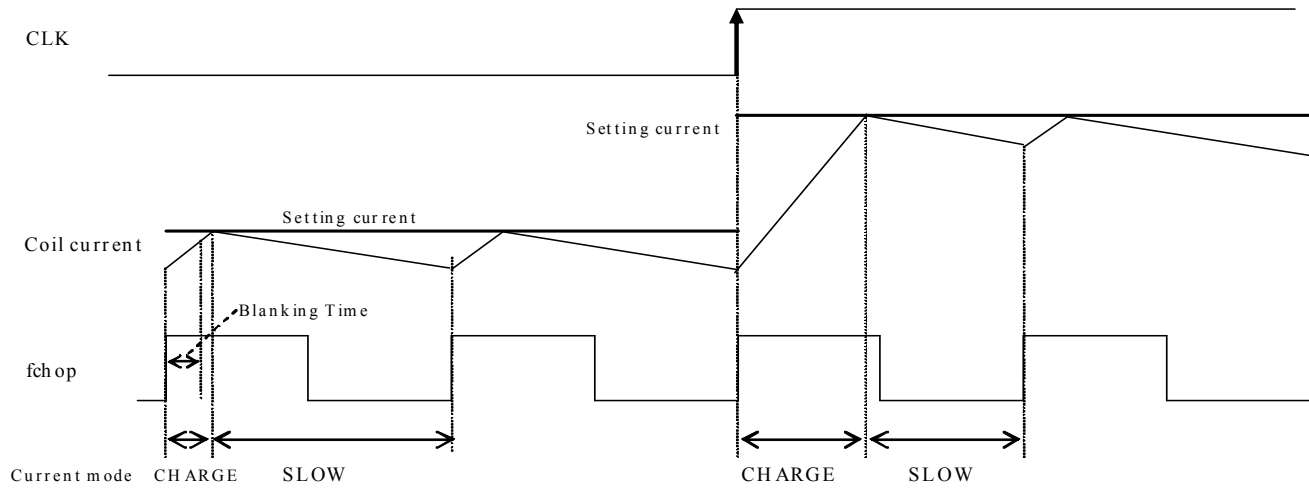 CLK
Setting current
Setting current
Coil current
Blanking Time
fchop
Current mode CHARGE SLOW CHARGE SLOW